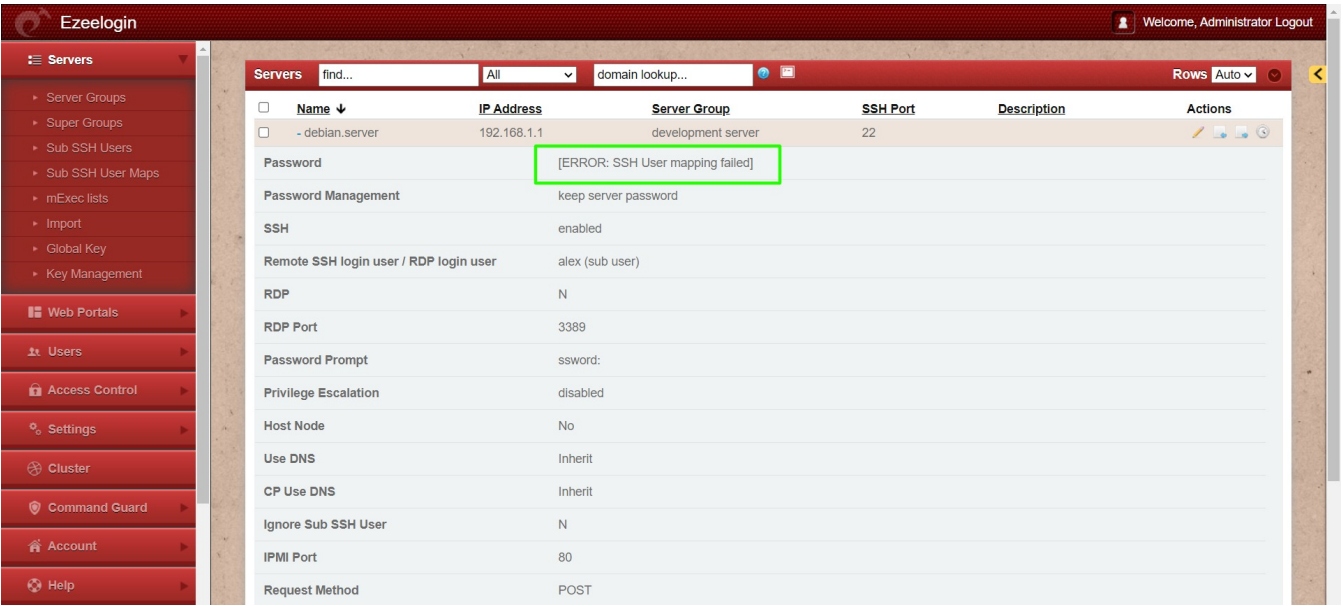 Ezeelogin
Welcome, Administrator Logout
Servers
Server Groups
Super Groups
Sub SSH Users
Sub SSH User Maps
mExec lists
Import
Global Key
Key Management
Web Portals
Users
Access Control
Settings
Cluster
Command Guard
Account
Help
Servers find... All domain lookup... Rows Auto
Name IP Address Server Group SSH Port Description Actions
- debian.server 192.168.1.1 development server 22
Password [ERROR: SSH User mapping failed]
Password Management keep server password
SSH enabled
Remote SSH login user / RDP login user alex (sub user)
RDP N
RDP Port 3389
Password Prompt ssword:
Privilege Escalation disabled
Host Node No
Use DNS Inherit
CP Use DNS Inherit
Ignore Sub SSH User N
IPMI Port 80
Request Method POST